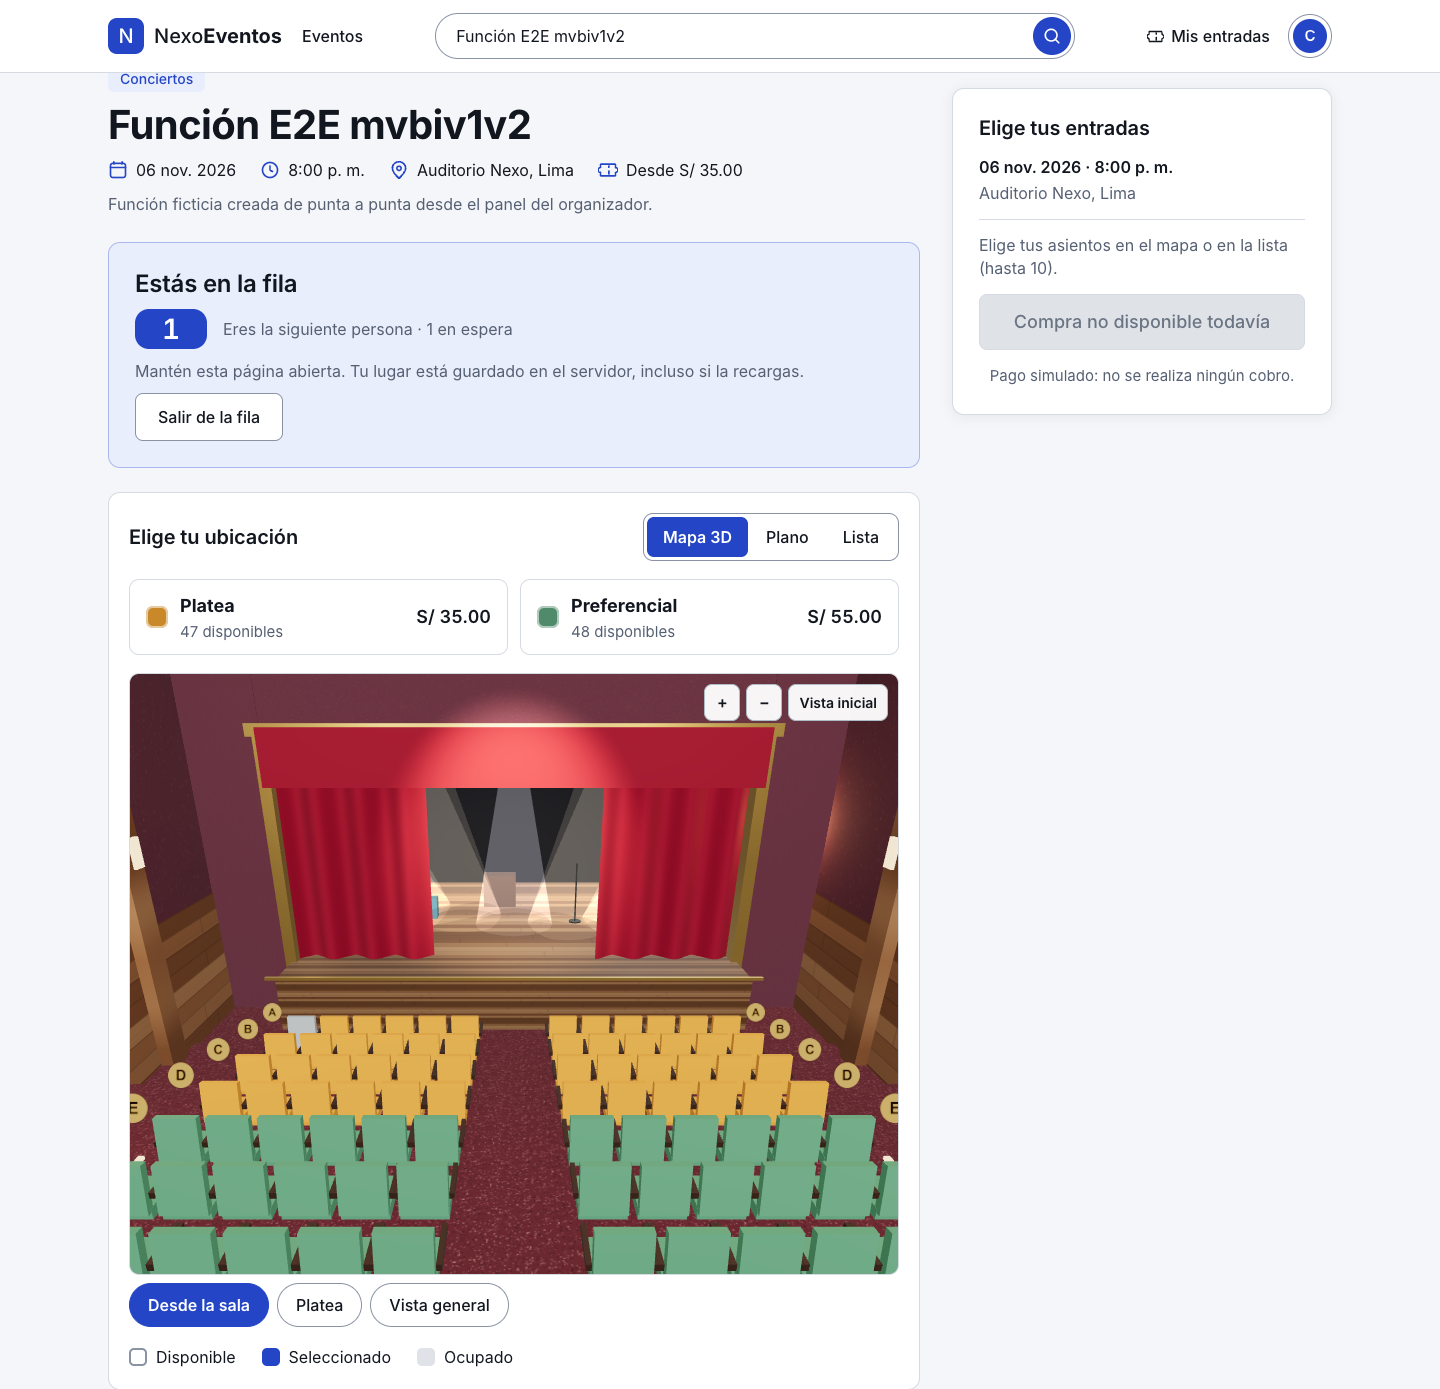 N NexoEventos Eventos Función E2E mvbiv1v2 Mis entradas C
Conciertos
Función E2E mvbiv1v2
06 nov. 2026 8:00 p. m. Auditorio Nexo, Lima Desde S/ 35.00
Función ficticia creada de punta a punta desde el panel del organizador.
Estás en la fila
1 Eres la siguiente persona · 1 en espera
Mantén esta página abierta. Tu lugar está guardado en el servidor, incluso si la recargas.
Salir de la fila
Elige tus entradas
06 nov. 2026 · 8:00 p. m.
Auditorio Nexo, Lima
Elige tus asientos en el mapa o en la lista
(hasta 10).
Compra no disponible todavía
Pago simulado: no se realiza ningún cobro.
Elige tu ubicación Mapa 3D Plano Lista
Platea S/ 35.00
47 disponibles
Preferencial S/ 55.00
48 disponibles
+ − Vista inicial
A A
B B
C C
D D
E E
Desde la sala Platea Vista general
Disponible Seleccionado Ocupado